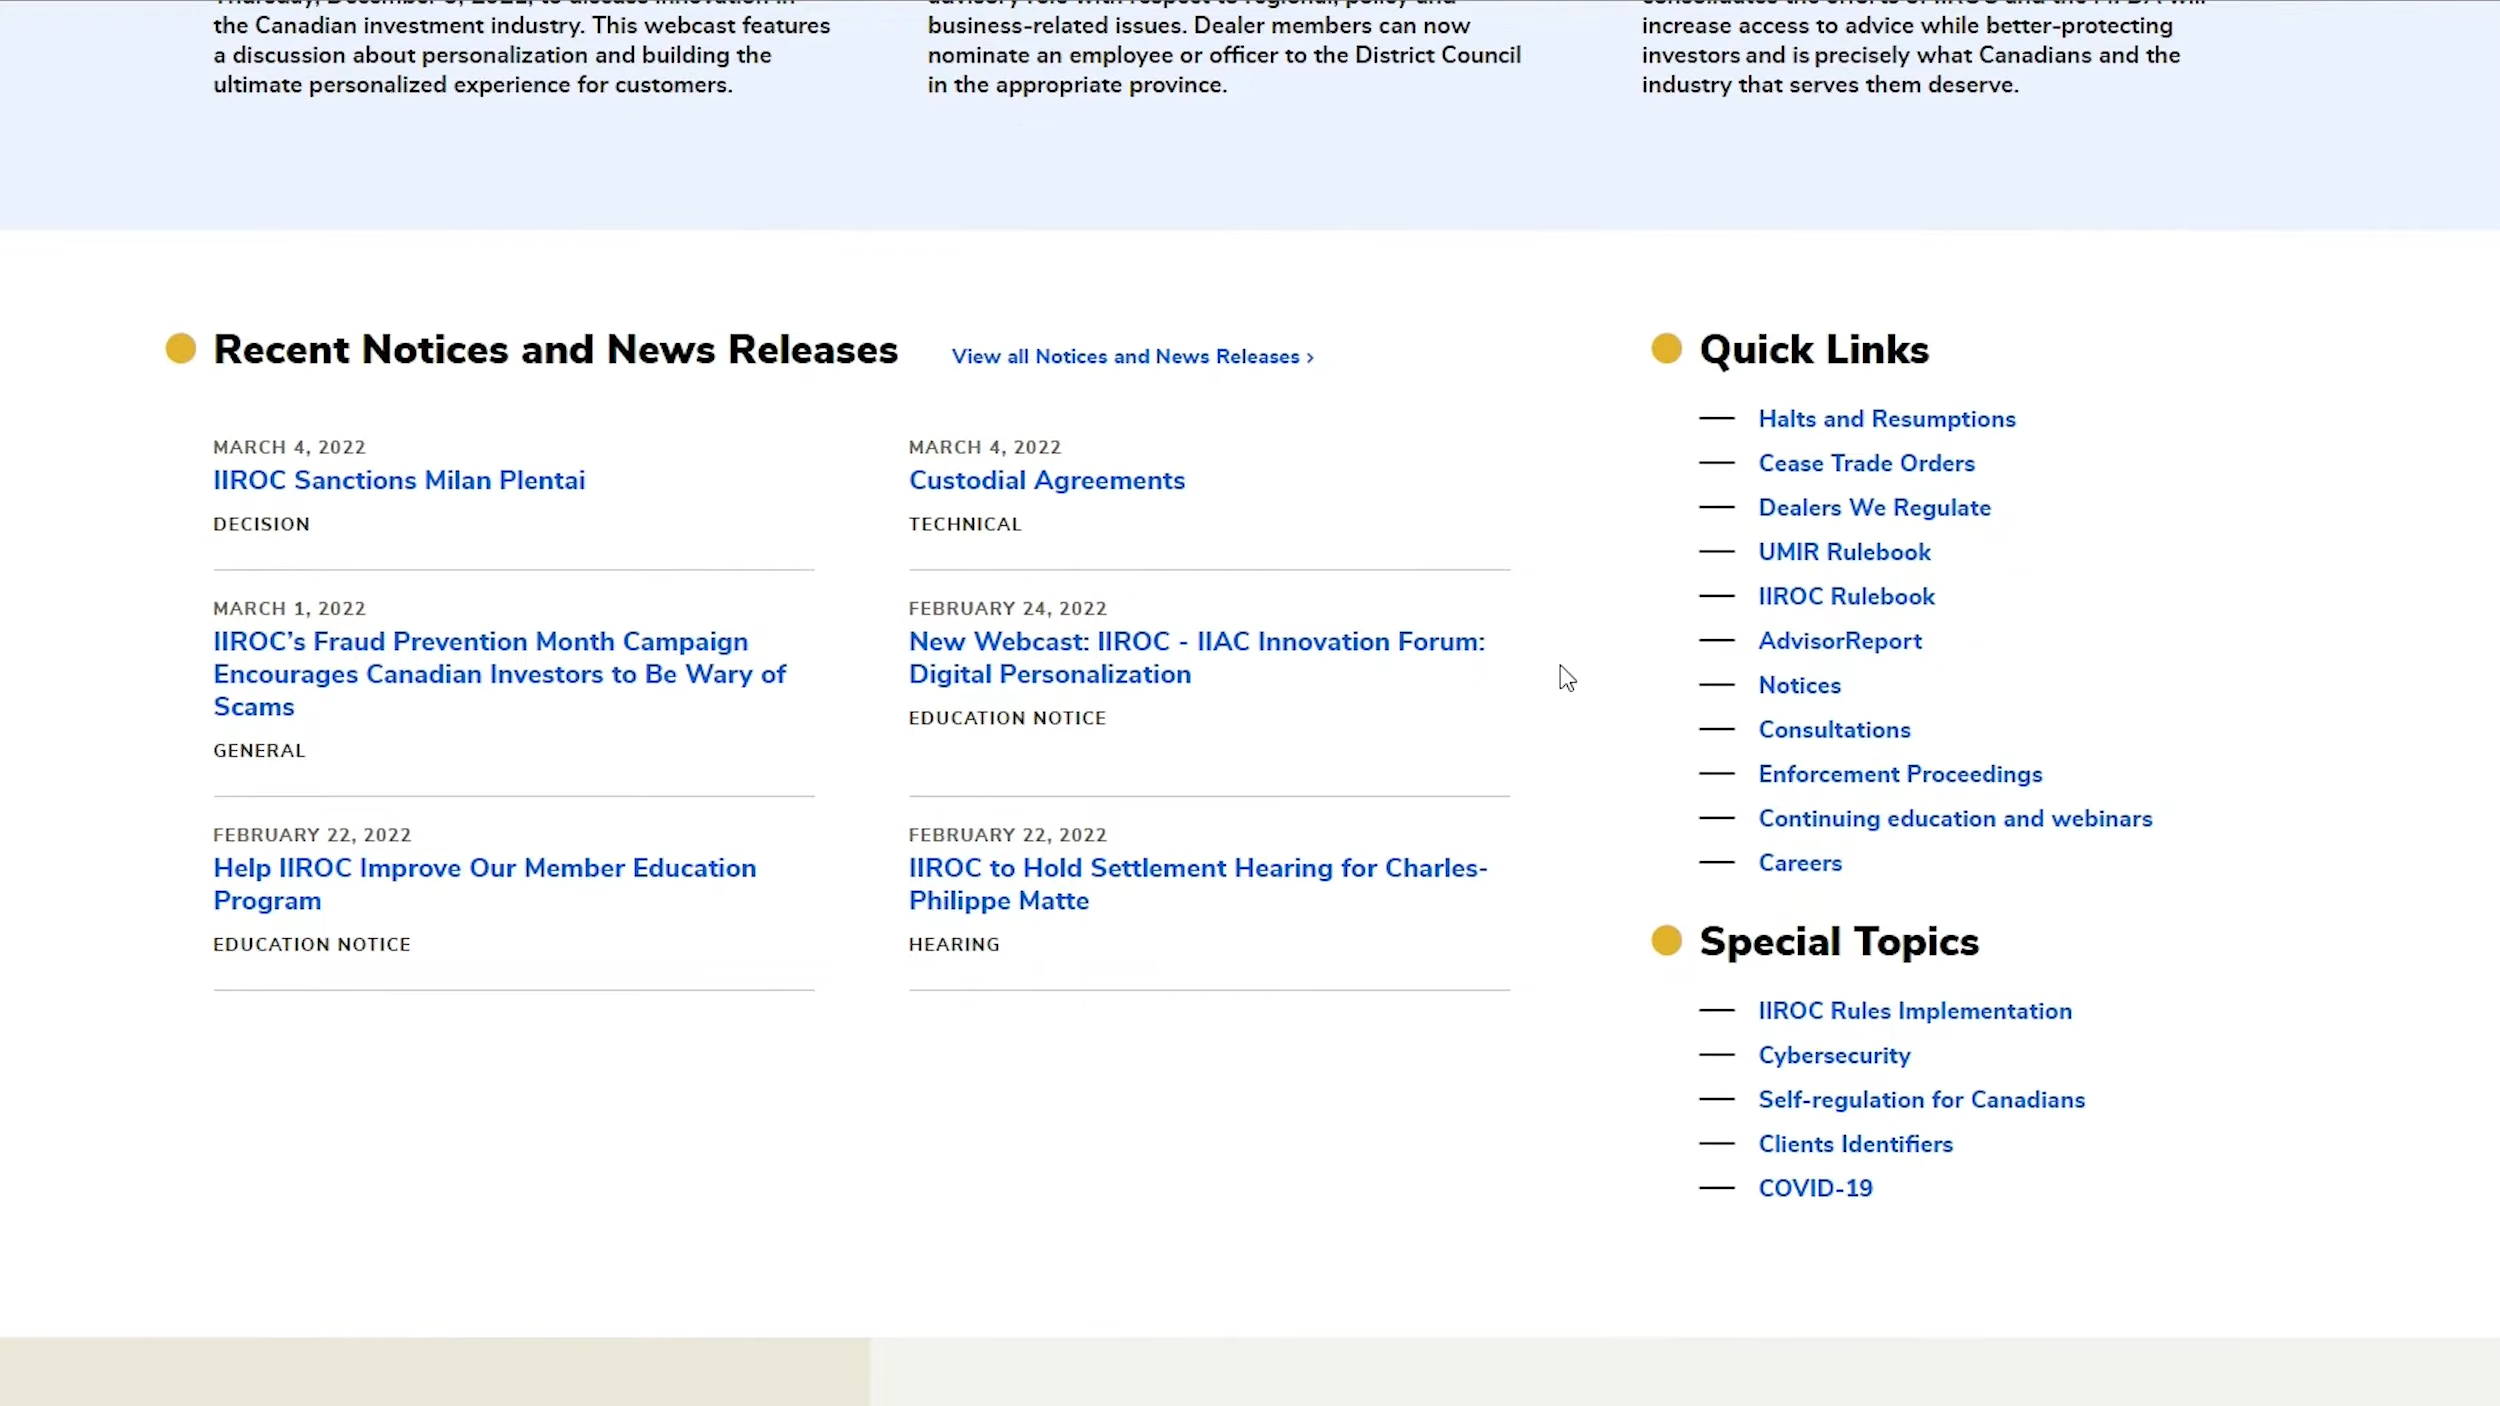 the Canadian investment industry. This webcast features
a discussion about personalization and building the
ultimate personalized experience for customers.
business-related issues. Dealer members can now
nominate an employee or officer to the District Council
in the appropriate province.
increase access to advice while better-protecting
investors and is precisely what Canadians and the
industry that serves them deserve.
Recent Notices and News Releases
View all Notices and News Releases ›
MARCH 4, 2022
IIROC Sanctions Milan Plentai
DECISION
MARCH 4, 2022
Custodial Agreements
TECHNICAL
MARCH 1, 2022
IIROC’s Fraud Prevention Month Campaign
Encourages Canadian Investors to Be Wary of
Scams
GENERAL
FEBRUARY 24, 2022
New Webcast: IIROC - IIAC Innovation Forum:
Digital Personalization
EDUCATION NOTICE
FEBRUARY 22, 2022
Help IIROC Improve Our Member Education
Program
EDUCATION NOTICE
FEBRUARY 22, 2022
IIROC to Hold Settlement Hearing for Charles-
Philippe Matte
HEARING
Quick Links
Halts and Resumptions
Cease Trade Orders
Dealers We Regulate
UMIR Rulebook
IIROC Rulebook
AdvisorReport
Notices
Consultations
Enforcement Proceedings
Continuing education and webinars
Careers
Special Topics
IIROC Rules Implementation
Cybersecurity
Self-regulation for Canadians
Clients Identifiers
COVID-19